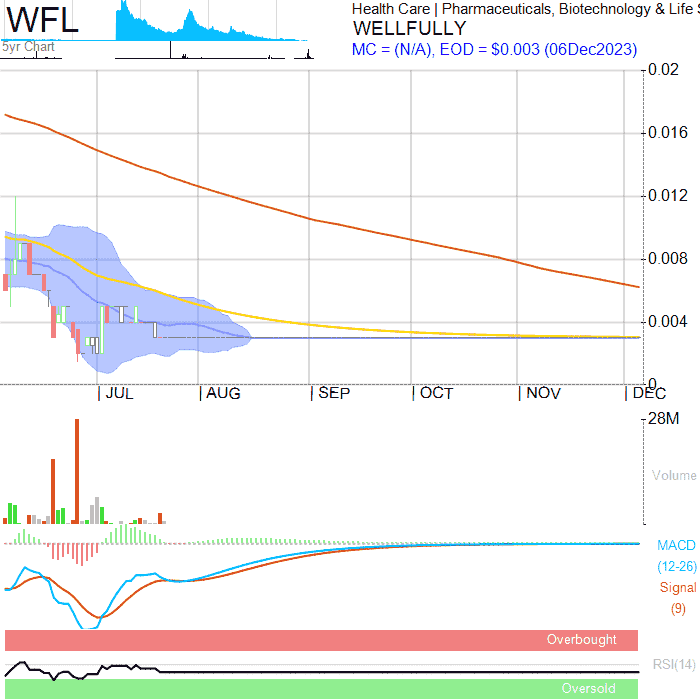 WFL
5yr Chart
Health Care | Pharmaceuticals, Biotechnology & Life S
WELLFULLY
MC = (N/A), EOD = $0.003 (06Dec2023)
0.02
0.016
0.012
0.008
0.004
0
JUL AUG SEP OCT NOV DEC
28M
Volume
MACD
(12-26)
Signal
(9)
Overbought
RSI(14)
Oversold